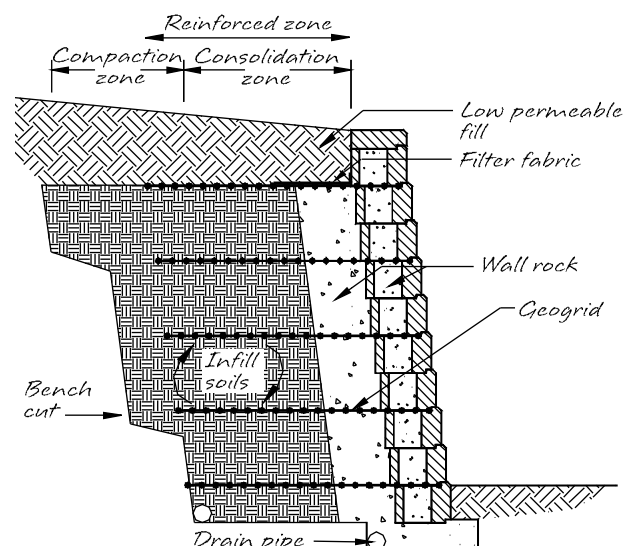 Reinforced zone
Compaction zone
Consolidation zone
Low permeable
fill
Filter fabric
Wall rock
Geogrid
Infill
soils
Bench
cut
Drain pipe